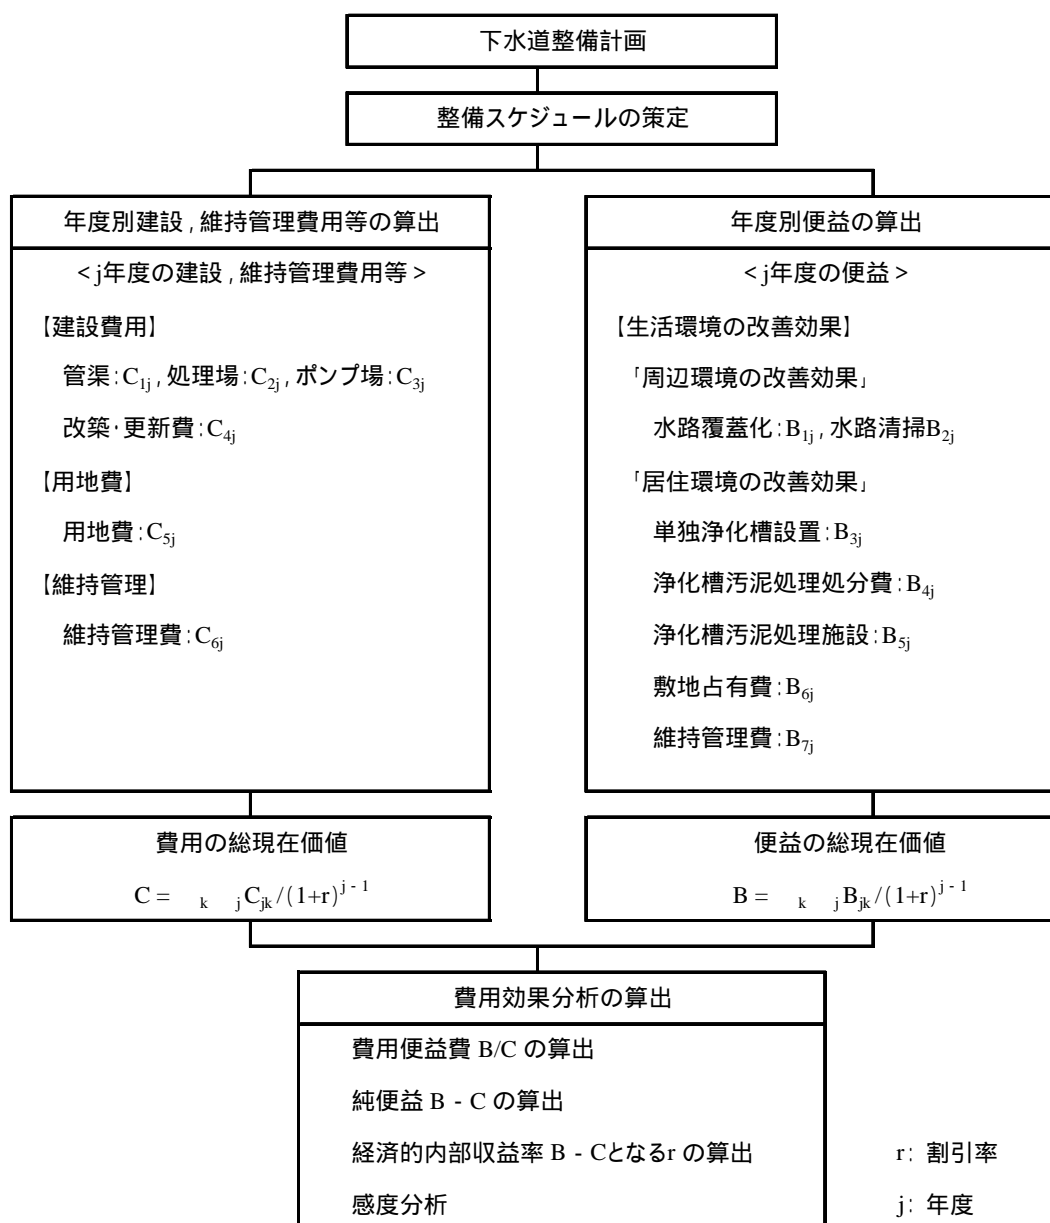 下水道整備計画
整備スケジュールの策定
年度別建設,維持管理費用等の算出
<j年度の建設,維持管理費用等>
【建設費用】
管渠:C1j,処理場:C2j,ポンプ場:C3j
改築・更新費:C4j
【用地費】
用地費:C5j
【維持管理】
維持管理費:C6j
年度別便益の算出
<j年度の便益>
【生活環境の改善効果】
「周辺環境の改善効果」
水路覆蓋化:B1j,水路清掃B2j
「居住環境の改善効果」
単独浄化槽設置:B3j
浄化槽汚泥処理処分費:B4j
浄化槽汚泥処理施設:B5j
敷地占有費:B6j
維持管理費:B7j
費用の総現在価値
C = k j Cjk/(1+r)^j-1
便益の総現在価値
B = k j Bjk/(1+r)^j-1
費用効果分析の算出
費用便益費 B/C の算出
純便益 B - C の算出
経済的内部収益率 B - Cとなるr の算出
感度分析
r: 割引率
j: 年度